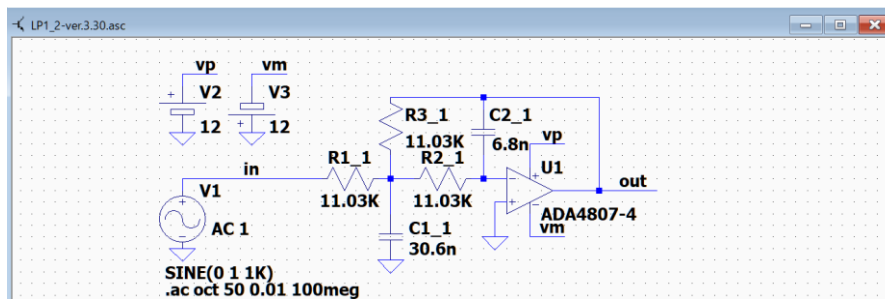 LP1_2-ver.3.30.asc
vp
vm
V2
V3
12
12
+
+
R3_1
11.03K
C2_1
6.8n
vp
U1
in
R1_1
R2_1
out
V1
11.03K
11.03K
ADA4807-4
vm
AC 1
C1_1
30.6n
SINE(0 1 1K)
.ac oct 50 0.01 100meg